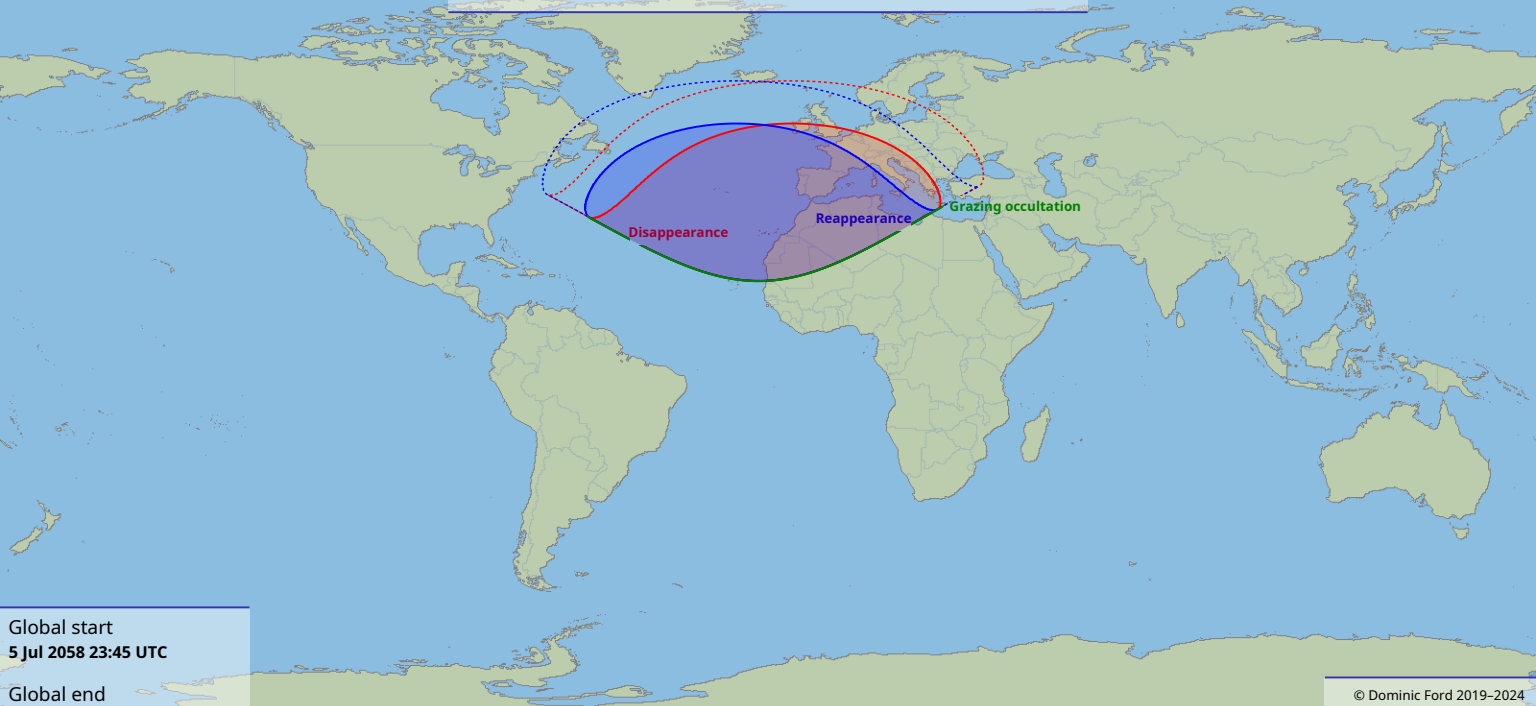 Grazing occultation
Reappearance
Disappearance
Global start
5 Jul 2058 23:45 UTC
Global end
© Dominic Ford 2019–2024